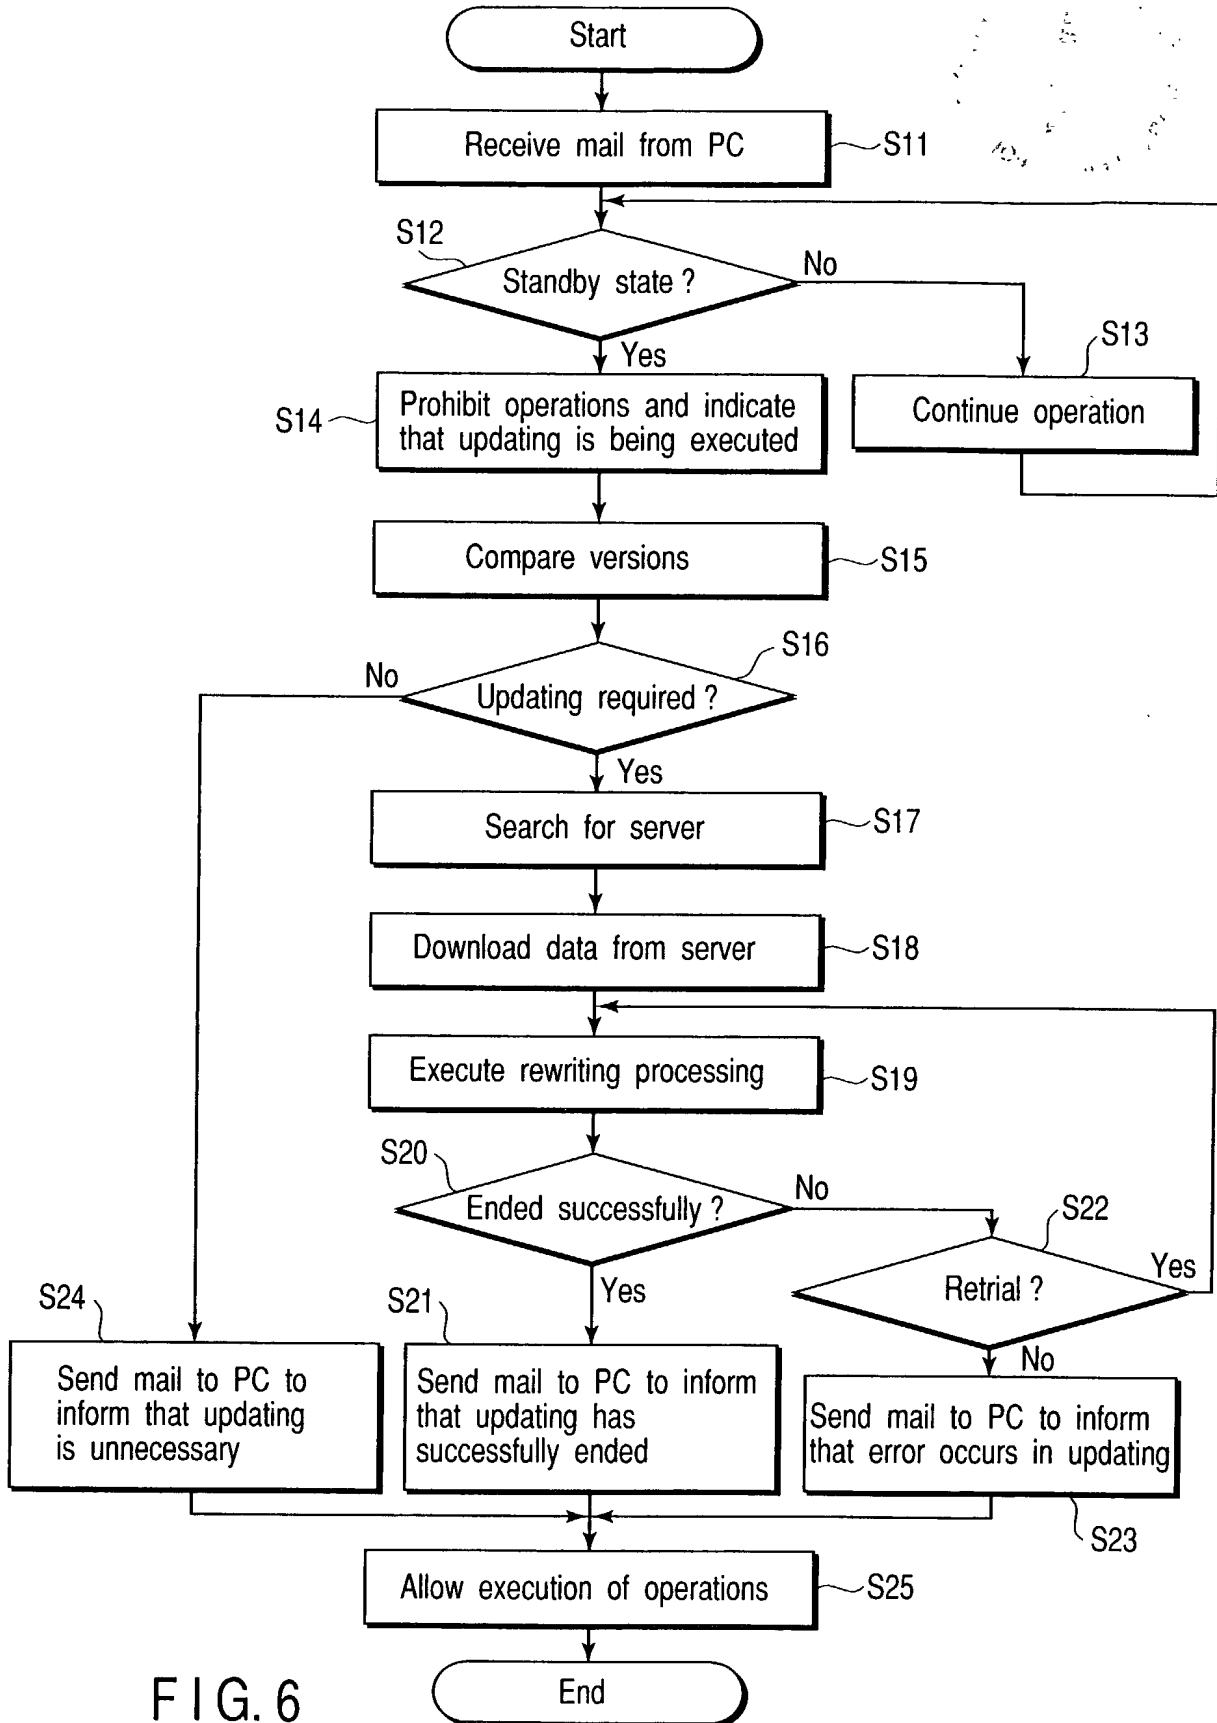 Start
Receive mail from PC
S11
S12
Standby state ?
No
Yes
S13
Continue operation
S14
Prohibit operations and indicate
that updating is being executed
Compare versions
S15
S16
No
Updating required ?
Yes
Search for server
S17
Download data from server
S18
Execute rewriting processing
S19
S20
Ended successfully ?
No
Yes
S22
Retrial ?
Yes
No
S24
Send mail to PC to
inform that updating
is unnecessary
S21
Send mail to PC to inform
that updating has
successfully ended
Send mail to PC to inform
that error occurs in updating
S23
Allow execution of operations
S25
End
FIG. 6